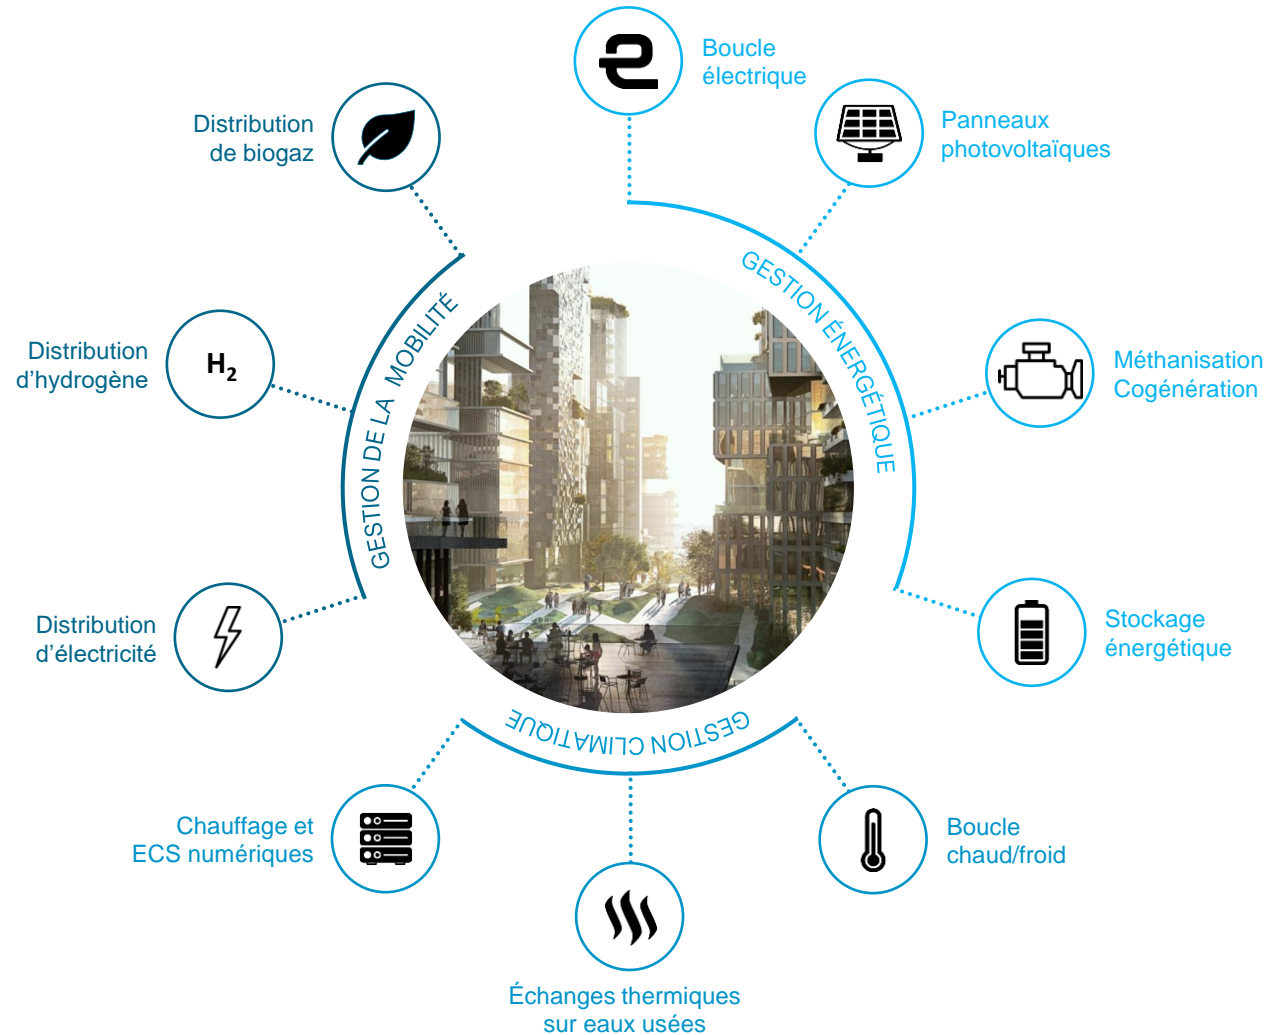 Boucle
électrique
Panneaux
photovoltaïques
Méthanisation
Cogénération
Stockage
énergétique
GESTION ÉNERGÉTIQUE
Boucle
chaud/froid
Échanges thermiques
sur eaux usées
Chauffage et
ECS numériques
GESTION CLIMATIQUE
Distribution
d'électricité
H₂
Distribution
d'hydrogène
Distribution
de biogaz
GESTION DE LA MOBILITÉ